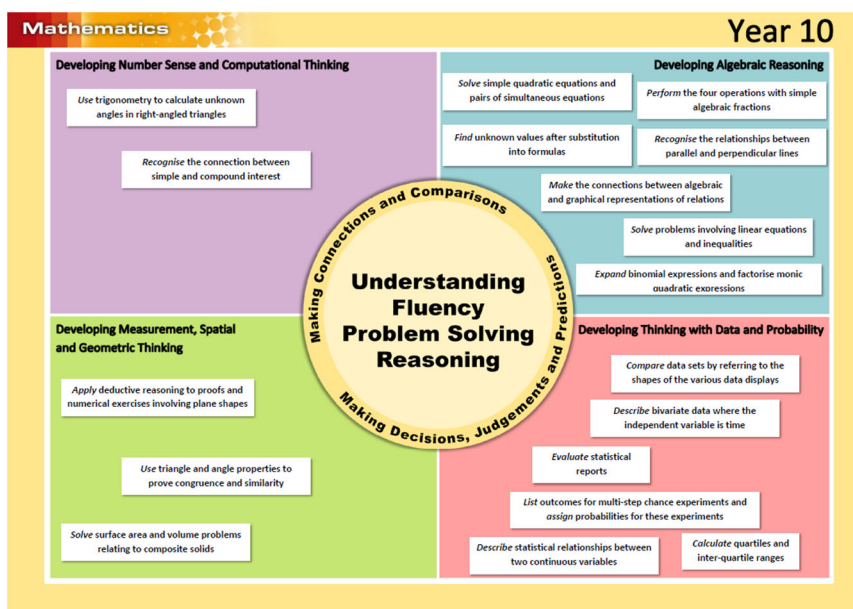 Mathematics
Year 10
Developing Number Sense and Computational Thinking
Use trigonometry to calculate unknown
angles in right-angled triangles
Recognise the connection between
simple and compound interest
Developing Algebraic Reasoning
Solve simple quadratic equations and
pairs of simultaneous equations
Perform the four operations with simple
algebraic fractions
Find unknown values after substitution
into formulas
Recognise the relationships between
parallel and perpendicular lines
Make the connections between algebraic
and graphical representations of relations
Solve problems involving linear equations
and inequalities
Expand binomial expressions and factorise monic
quadratic expressions
Making Connections and Comparisons
Understanding
Fluency
Problem Solving
Reasoning
Making Decisions, Judgements and Predictions
Developing Measurement, Spatial
and Geometric Thinking
Apply deductive reasoning to proofs and
numerical exercises involving plane shapes
Use triangle and angle properties to
prove congruence and similarity
Solve surface area and volume problems
relating to composite solids
Developing Thinking with Data and Probability
Compare data sets by referring to the
shapes of the various data displays
Describe bivariate data where the
independent variable is time
Evaluate statistical
reports
List outcomes for multi-step chance experiments and
assign probabilities for these experiments
Describe statistical relationships between
two continuous variables
Calculate quartiles and
inter-quartile ranges